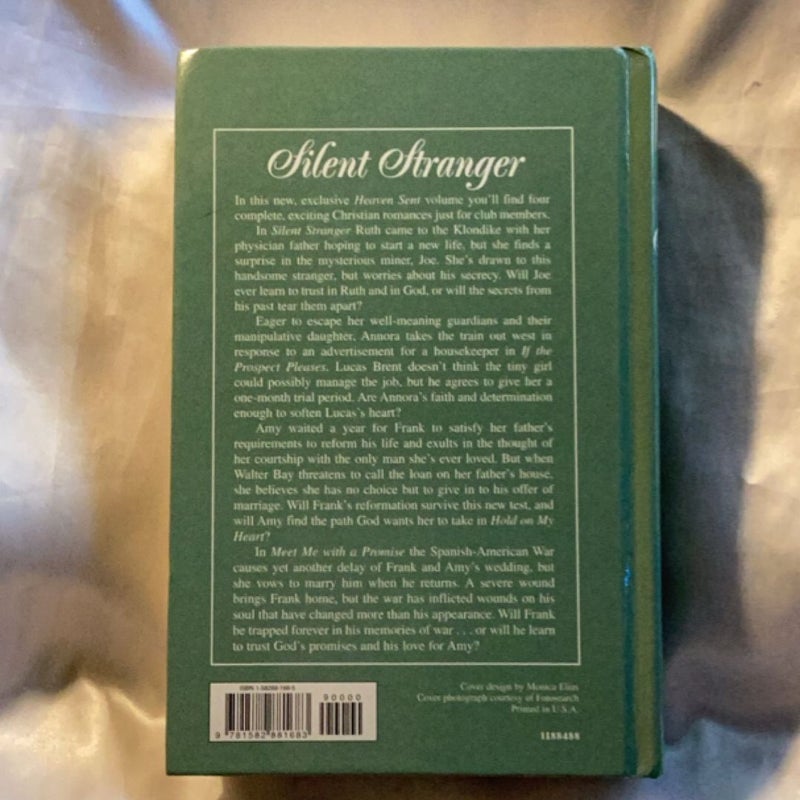 Silent Stranger
In this new, exclusive Heaven Sent volume you'll find four
complete, exciting Christian romances just for club members.
In Silent Stranger Ruth came to the Klondike with her
physician father hoping to start a new life, but she finds a
surprise in the mysterious miner, Joe. She's drawn to this
handsome stranger, but worries about his secrecy. Will Joe
ever learn to trust in Ruth and in God, or will the secrets from
his past tear them apart?
Eager to escape her well-meaning guardians and their
manipulative daughter, Annora takes the train out west in
response to an advertisement for a housekeeper in If the
Prospect Pleases. Lucas Brent doesn't think the tiny girl
could possibly manage the job, but he agrees to give her a
one-month trial period. Are Annora's faith and determination
enough to soften Lucas's heart?
Amy waited a year for Frank to satisfy her father's
requirements to reform his life and exults in the thought of
her courtship with the only man she's ever loved. But when
Walter Bay threatens to call the loan on her father's house,
she believes she has no choice but to give in to his offer of
marriage. Will Frank's reformation survive this new test, and
will Amy find the path God wants her to take in Hold on My
Heart?
In Meet Me with a Promise the Spanish-American War
causes yet another delay of Frank and Amy's wedding, but
she vows to marry him when he returns. A severe wound
brings Frank home, but the war has inflicted wounds on his
soul that have changed more than his appearance. Will Frank
be trapped forever in his memories of war . . . or will he learn
to trust God's promises and his love for Amy?
ISBN 1-58288-168-5
90000
9 781582 881683
Cover design by Monica Elias
Cover photograph courtesy of Fotosearch
Printed in U.S.A.
1188488